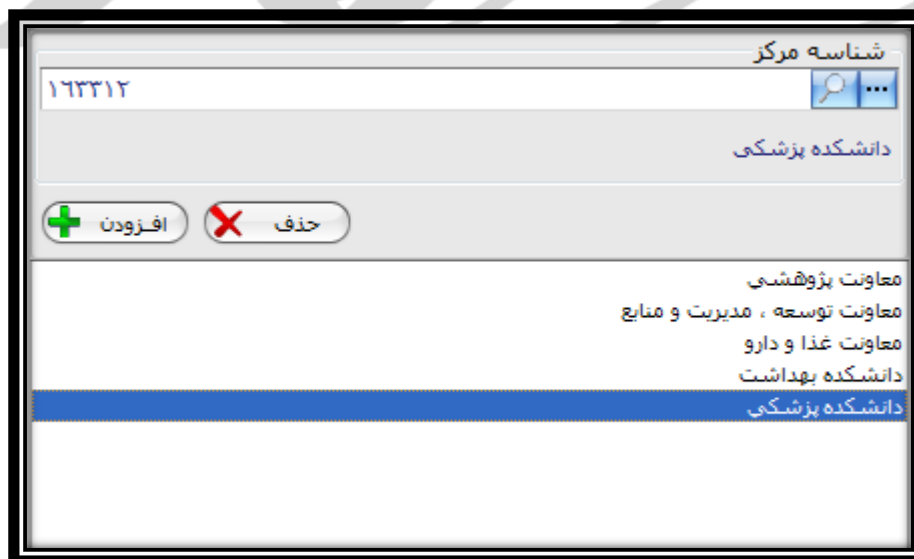 شناسه مرکز
۱۶۳۳۱۲
...
دانشکده پزشکی
حذف
افزودن
معاونت پژوهشی
معاونت توسعه ، مدیریت و منابع
معاونت غذا و دارو
دانشکده بهداشت
دانشکده پزشکی